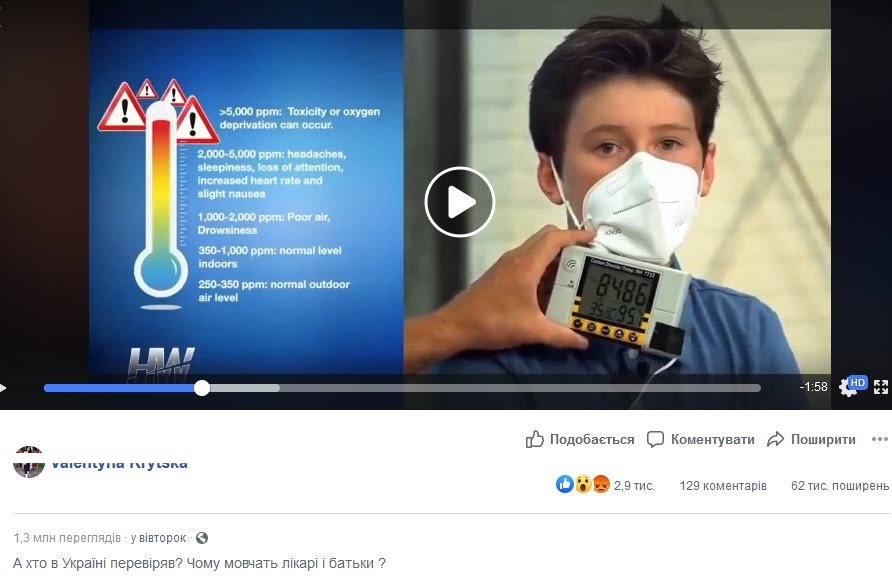 >5,000 ppm: Toxicity or oxygen
deprivation can occur.
2,000-5,000 ppm: headaches,
sleepiness, loss of attention,
increased heart rate and
slight nausea
1,000-2,000 ppm: Poor air,
Drowsiness
350-1,000 ppm: normal level
indoors
250-350 ppm: normal outdoor
air level
HW
KN95
Carbon Dioxide/Temp./RH 7722
8486
-1:58
HD
Подобається
Коментувати
Поширити
Valentyna Krytska
2,9 тис.
129 коментарів
62 тис. поширень
1,3 млн переглядів · у вівторок ·
А хто в Україні перевіряв? Чому мовчать лікарі і батьки ?